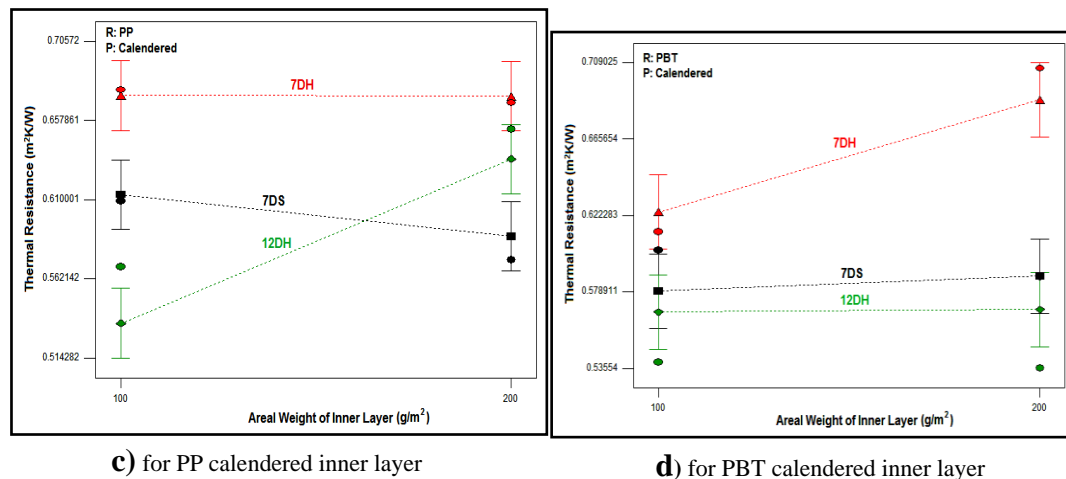 R: PP
P: Calendered
0.70572
0.657861
0.610001
0.562142
0.514282
Thermal Resistance (m²K/W)
7DH
7DS
12DH
100
200
Areal Weight of Inner Layer (g/m²)
c) for PP calendered inner layer
R: PBT
P: Calendered
0.709025
0.665654
0.622283
0.578911
0.53554
Thermal Resistance (m²K/W)
7DH
7DS
12DH
100
200
Areal Weight of Inner Layer (g/m²)
d) for PBT calendered inner layer